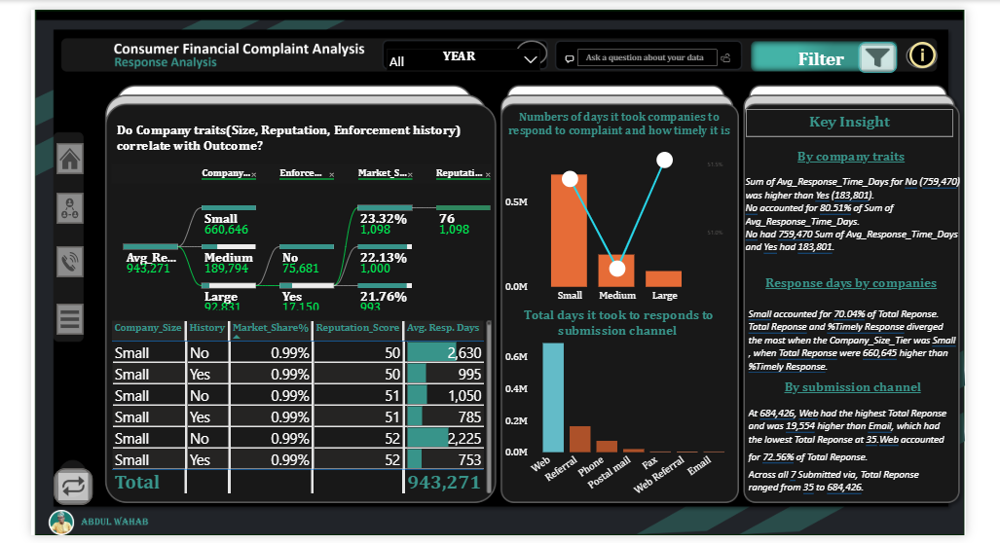 Consumer Financial Complaint Analysis
Response Analysis
All
YEAR
Ask a question about your data
Filter
i
Do Company traits(Size, Reputation, Enforcement history)
correlate with Outcome?
Company... x
Enforce... x
Market_S... x
Reputati... x
Avg_Re...
943,271
Small
660,646
Medium
189,794
Large
92,831
No
75,681
Yes
17,150
23.32%
1,098
22.13%
1,000
21.76%
993
76
1,098
Company_Size History Market_Share% Reputation_Score Avg. Resp. Days
Small No 0.99% 50 2,630
Small Yes 0.99% 50 995
Small No 0.99% 51 1,050
Small Yes 0.99% 51 785
Small No 0.99% 52 2,225
Small Yes 0.99% 52 753
Total 943,271
Numbers of days it took companies to
respond to complaint and how timely it is
0.5M
0.0M
51.5%
51.0%
Small Medium Large
Total days it took to responds to
submission channel
0.6M
0.4M
0.2M
0.0M
Web
Referral
Phone
Postal mail
Fax
Web Referral
Email
Key Insight
By company traits
Sum of Avg_Response_Time_Days for No (759,470)
was higher than Yes (183,801).
No accounted for 80.51% of Sum of
Avg_Response_Time_Days.
No had 759,470 Sum of Avg_Response_Time_Days
and Yes had 183,801.
Response days by companies
Small accounted for 70.04% of Total Reponse.
Total Reponse and %Timely Response diverged
the most when the Company_Size_Tier was Small
, when Total Reponse were 660,645 higher than
%Timely Response.
By submission channel
At 684,426, Web had the highest Total Reponse
and was 19,554 higher than Email, which had
the lowest Total Reponse at 35.Web accounted
for 72.56% of Total Reponse.
Across all 7 Submitted via, Total Reponse
ranged from 35 to 684,426.
ABDUL WAHAB